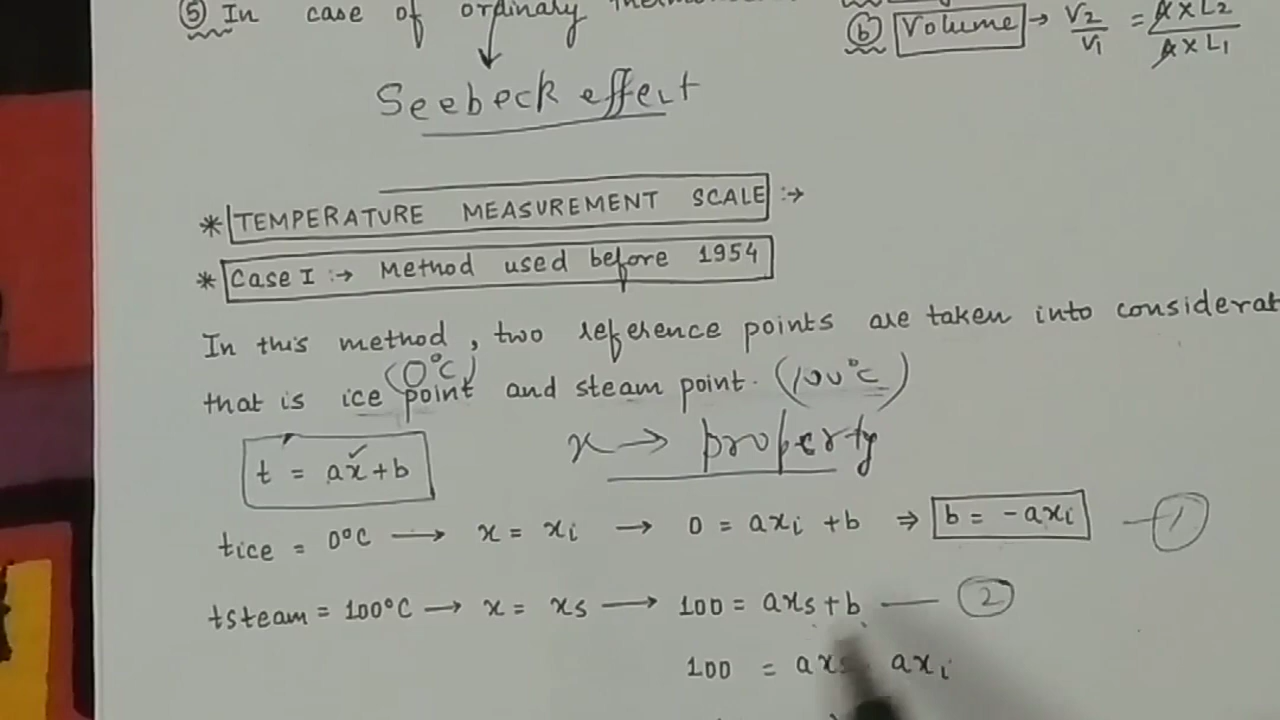 ⑤ In case of ordinary
ⓑ Volume → V2/V1 = A x L2 / A x L1
Seebeck effect
* TEMPERATURE MEASUREMENT SCALE :→
* Case I :→ Method used before 1954
In this method, two reference points are taken into considerat
(0°C)
that is ice point and steam point. (100°C)
t = ax+b
x → property
tice = 0°C → x = xi → 0 = axi + b ⇒ b = -axi — ①
tsteam = 100°C → x = xs → 100 = axs+b — ②
100 = axs axi